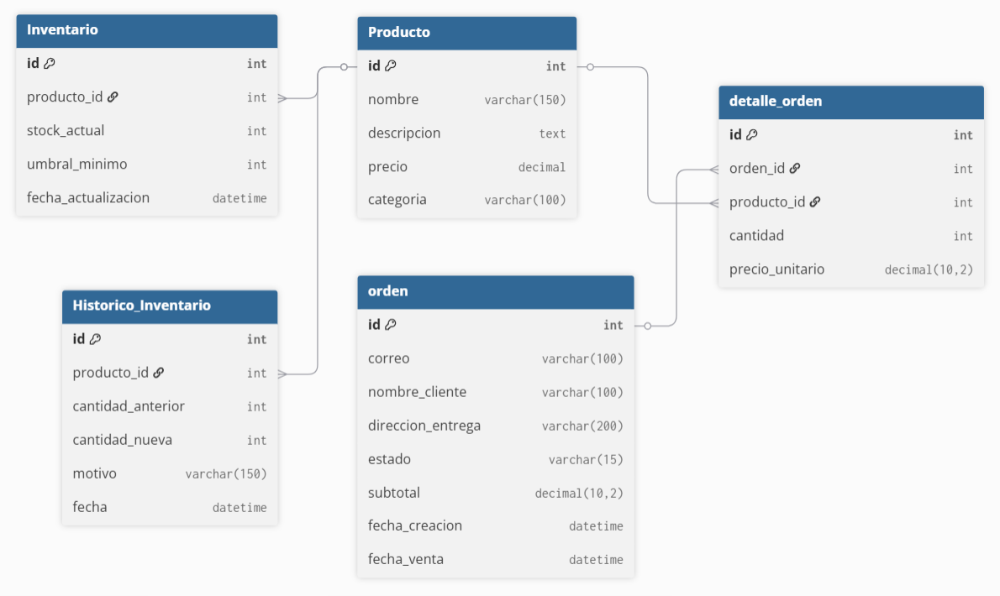 Inventario
id int
producto_id int
stock_actual int
umbral_minimo int
fecha_actualizacion datetime
Producto
id int
nombre varchar(150)
descripcion text
precio decimal
categoria varchar(100)
detalle_orden
id int
orden_id int
producto_id int
cantidad int
precio_unitario decimal(10,2)
Historico_Inventario
id int
producto_id int
cantidad_anterior int
cantidad_nueva int
motivo varchar(150)
fecha datetime
orden
id int
correo varchar(100)
nombre_cliente varchar(100)
direccion_entrega varchar(200)
estado varchar(15)
subtotal decimal(10,2)
fecha_creacion datetime
fecha_venta datetime